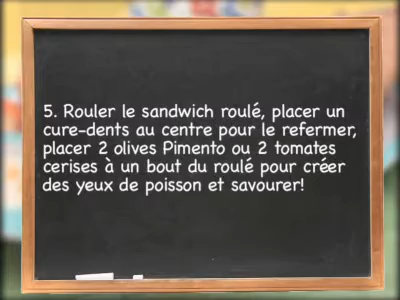 5. Rouler le sandwich roulé, placer un
cure-dents au centre pour le refermer,
placer 2 olives Pimento ou 2 tomates
cerises à un bout du roulé pour créer
des yeux de poisson et savourer!